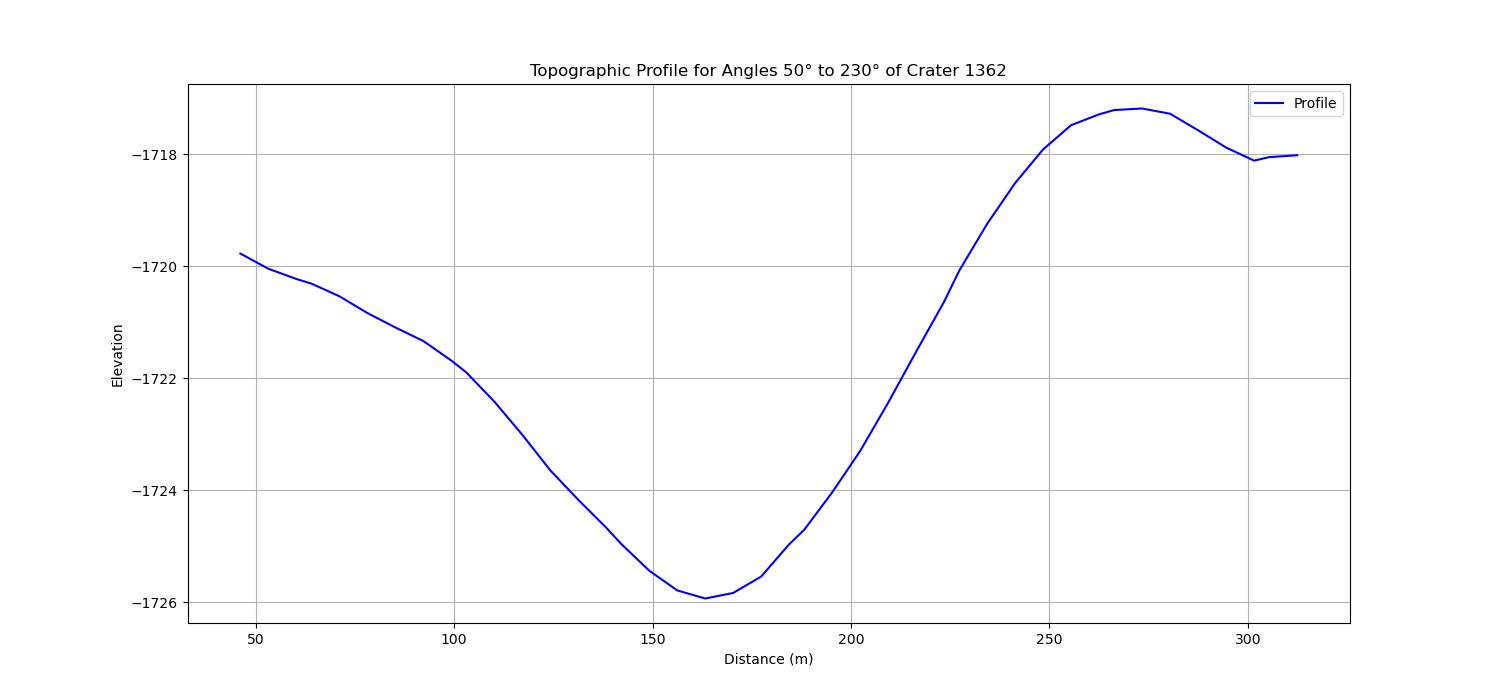 Topographic Profile for Angles 50° to 230° of Crater 1362
Profile
−1718
−1720
−1722
−1724
−1726
Elevation
50 100 150 200 250 300
Distance (m)